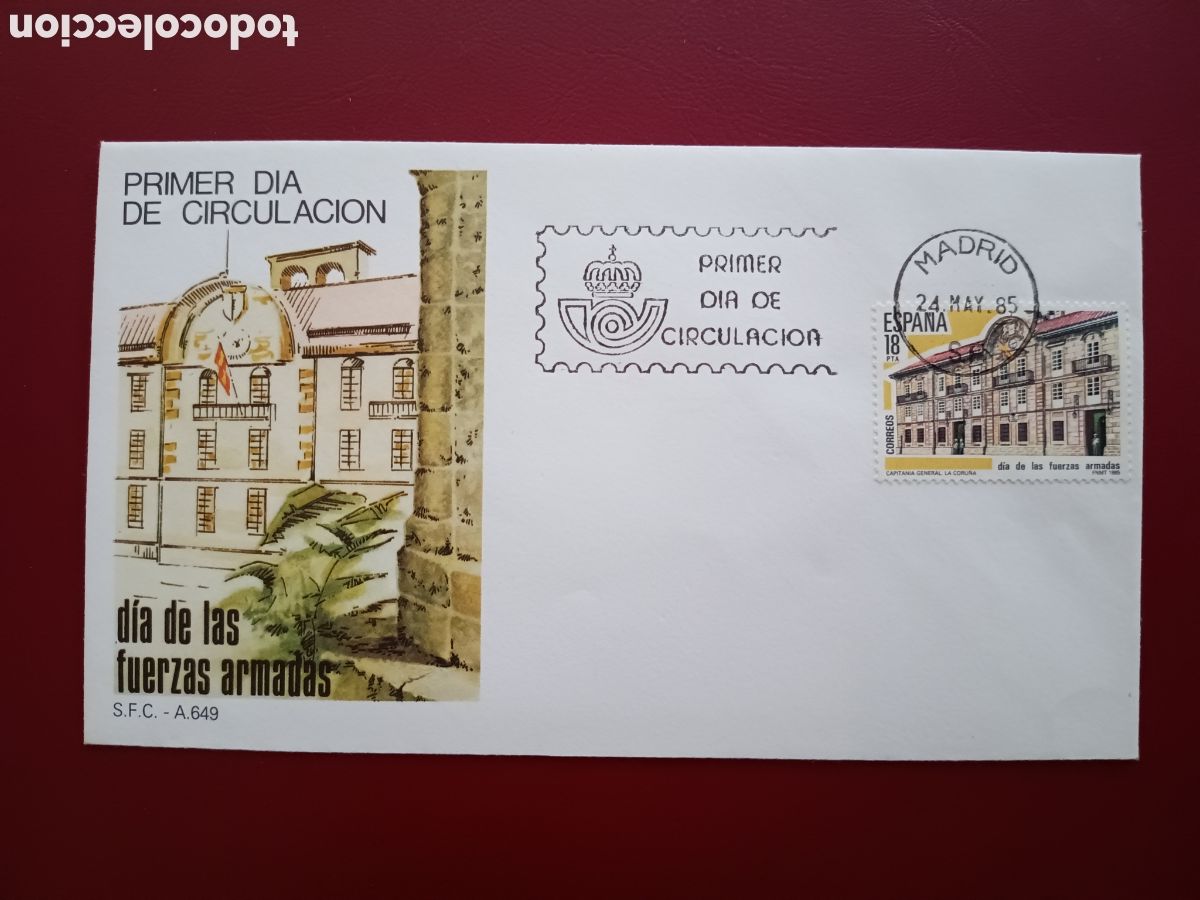 todocoleccion
PRIMER DIA
DE CIRCULACION
PRIMER
DIA DE
CIRCULACION
MADRID
24.MAY.85
ESPAÑA
18
PTA
CORREOS
día de las fuerzas armadas
CAPITANIA GENERAL. LA CORUÑA
FNMT 1985
día de las
fuerzas armadas
S.F.C. - A.649